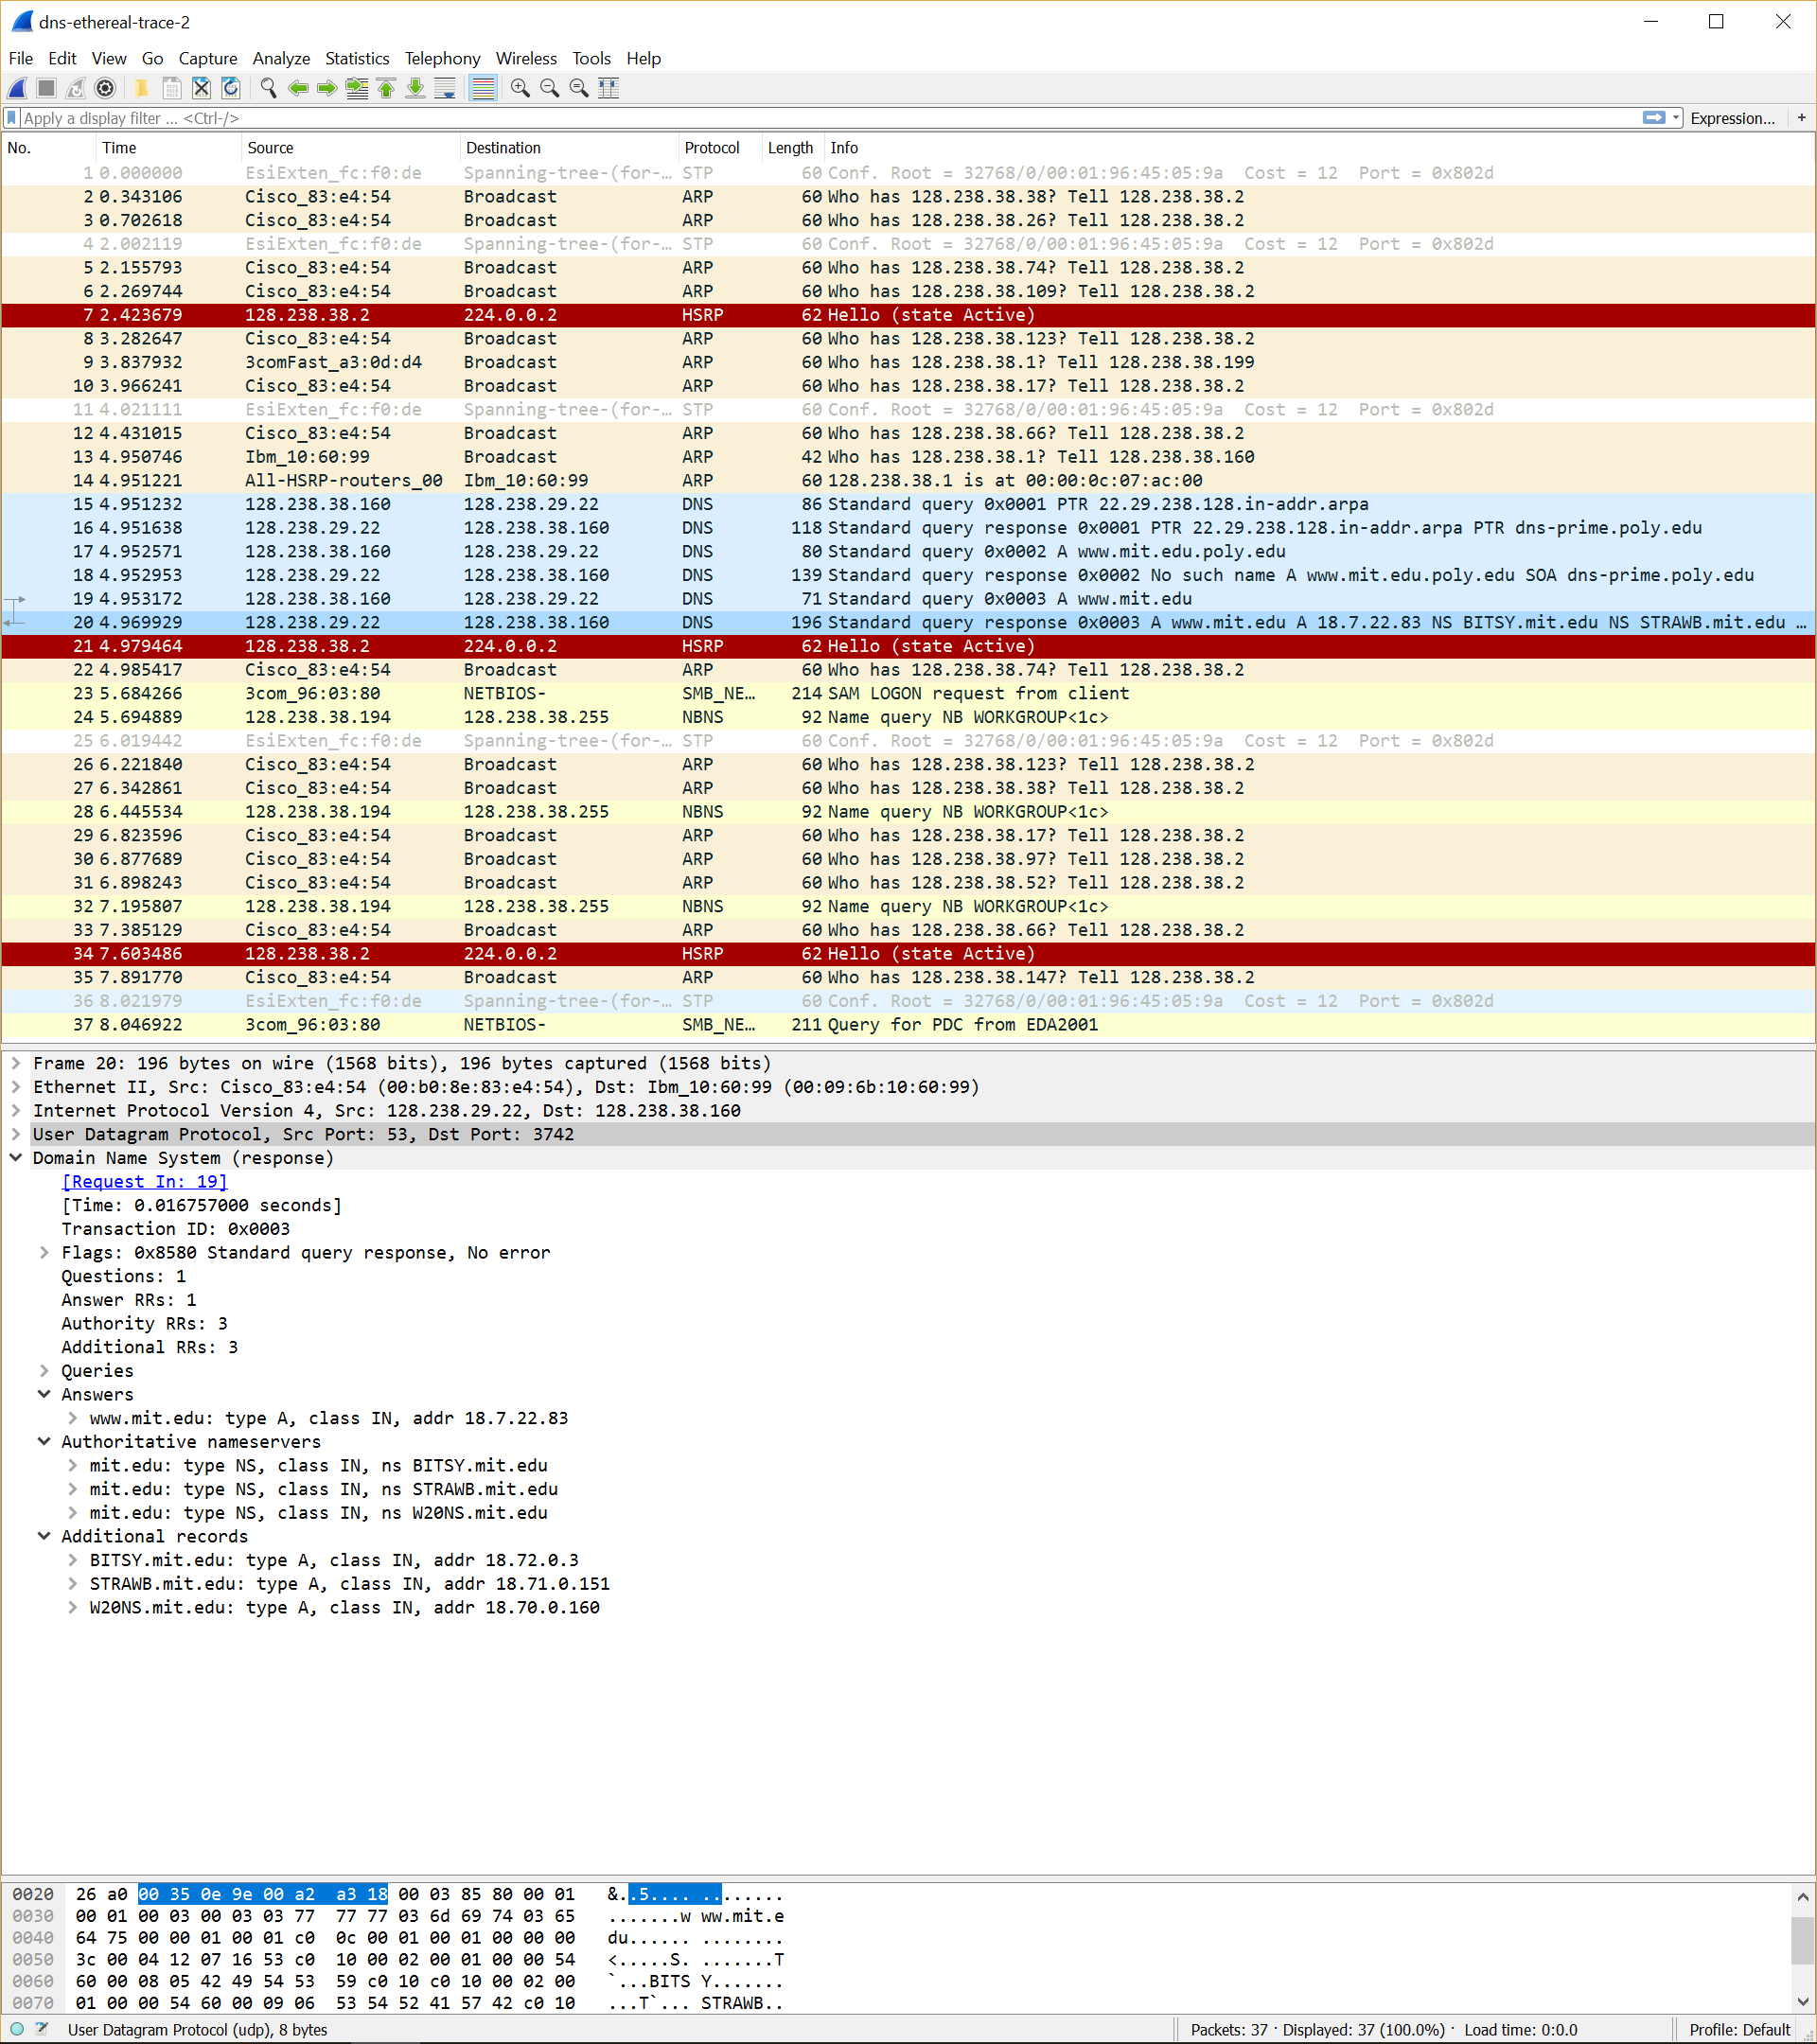 dns-ethereal-trace-2
File Edit View Go Capture Analyze Statistics Telephony Wireless Tools Help
Apply a display filter ... <Ctrl-/> Expression... +
No. Time Source Destination Protocol Length Info
1 0.000000 EsiExten_fc:f0:de Spanning-tree-(for-… STP 60 Conf. Root = 32768/0/00:01:96:45:05:9a Cost = 12 Port = 0x802d
2 0.343106 Cisco_83:e4:54 Broadcast ARP 60 Who has 128.238.38.38? Tell 128.238.38.2
3 0.702618 Cisco_83:e4:54 Broadcast ARP 60 Who has 128.238.38.26? Tell 128.238.38.2
4 2.002119 EsiExten_fc:f0:de Spanning-tree-(for-… STP 60 Conf. Root = 32768/0/00:01:96:45:05:9a Cost = 12 Port = 0x802d
5 2.155793 Cisco_83:e4:54 Broadcast ARP 60 Who has 128.238.38.74? Tell 128.238.38.2
6 2.269744 Cisco_83:e4:54 Broadcast ARP 60 Who has 128.238.38.109? Tell 128.238.38.2
7 2.423679 128.238.38.2 224.0.0.2 HSRP 62 Hello (state Active)
8 3.282647 Cisco_83:e4:54 Broadcast ARP 60 Who has 128.238.38.123? Tell 128.238.38.2
9 3.837932 3comFast_a3:0d:d4 Broadcast ARP 60 Who has 128.238.38.1? Tell 128.238.38.199
10 3.966241 Cisco_83:e4:54 Broadcast ARP 60 Who has 128.238.38.17? Tell 128.238.38.2
11 4.021111 EsiExten_fc:f0:de Spanning-tree-(for-… STP 60 Conf. Root = 32768/0/00:01:96:45:05:9a Cost = 12 Port = 0x802d
12 4.431015 Cisco_83:e4:54 Broadcast ARP 60 Who has 128.238.38.66? Tell 128.238.38.2
13 4.950746 Ibm_10:60:99 Broadcast ARP 42 Who has 128.238.38.1? Tell 128.238.38.160
14 4.951221 All-HSRP-routers_00 Ibm_10:60:99 ARP 60 128.238.38.1 is at 00:00:0c:07:ac:00
15 4.951232 128.238.38.160 128.238.29.22 DNS 86 Standard query 0x0001 PTR 22.29.238.128.in-addr.arpa
16 4.951638 128.238.29.22 128.238.38.160 DNS 118 Standard query response 0x0001 PTR 22.29.238.128.in-addr.arpa PTR dns-prime.poly.edu
17 4.952571 128.238.38.160 128.238.29.22 DNS 80 Standard query 0x0002 A www.mit.edu.poly.edu
18 4.952953 128.238.29.22 128.238.38.160 DNS 139 Standard query response 0x0002 No such name A www.mit.edu.poly.edu SOA dns-prime.poly.edu
19 4.953172 128.238.38.160 128.238.29.22 DNS 71 Standard query 0x0003 A www.mit.edu
20 4.969929 128.238.29.22 128.238.38.160 DNS 196 Standard query response 0x0003 A www.mit.edu A 18.7.22.83 NS BITSY.mit.edu NS STRAWB.mit.edu …
21 4.979464 128.238.38.2 224.0.0.2 HSRP 62 Hello (state Active)
22 4.985417 Cisco_83:e4:54 Broadcast ARP 60 Who has 128.238.38.74? Tell 128.238.38.2
23 5.684266 3com_96:03:80 NETBIOS- SMB_NE… 214 SAM LOGON request from client
24 5.694889 128.238.38.194 128.238.38.255 NBNS 92 Name query NB WORKGROUP<1c>
25 6.019442 EsiExten_fc:f0:de Spanning-tree-(for-… STP 60 Conf. Root = 32768/0/00:01:96:45:05:9a Cost = 12 Port = 0x802d
26 6.221840 Cisco_83:e4:54 Broadcast ARP 60 Who has 128.238.38.123? Tell 128.238.38.2
27 6.342861 Cisco_83:e4:54 Broadcast ARP 60 Who has 128.238.38.38? Tell 128.238.38.2
28 6.445534 128.238.38.194 128.238.38.255 NBNS 92 Name query NB WORKGROUP<1c>
29 6.823596 Cisco_83:e4:54 Broadcast ARP 60 Who has 128.238.38.17? Tell 128.238.38.2
30 6.877689 Cisco_83:e4:54 Broadcast ARP 60 Who has 128.238.38.97? Tell 128.238.38.2
31 6.898243 Cisco_83:e4:54 Broadcast ARP 60 Who has 128.238.38.52? Tell 128.238.38.2
32 7.195807 128.238.38.194 128.238.38.255 NBNS 92 Name query NB WORKGROUP<1c>
33 7.385129 Cisco_83:e4:54 Broadcast ARP 60 Who has 128.238.38.66? Tell 128.238.38.2
34 7.603486 128.238.38.2 224.0.0.2 HSRP 62 Hello (state Active)
35 7.891770 Cisco_83:e4:54 Broadcast ARP 60 Who has 128.238.38.147? Tell 128.238.38.2
36 8.021979 EsiExten_fc:f0:de Spanning-tree-(for-… STP 60 Conf. Root = 32768/0/00:01:96:45:05:9a Cost = 12 Port = 0x802d
37 8.046922 3com_96:03:80 NETBIOS- SMB_NE… 211 Query for PDC from EDA2001
Frame 20: 196 bytes on wire (1568 bits), 196 bytes captured (1568 bits)
Ethernet II, Src: Cisco_83:e4:54 (00:b0:8e:83:e4:54), Dst: Ibm_10:60:99 (00:09:6b:10:60:99)
Internet Protocol Version 4, Src: 128.238.29.22, Dst: 128.238.38.160
User Datagram Protocol, Src Port: 53, Dst Port: 3742
Domain Name System (response)
[Request In: 19]
[Time: 0.016757000 seconds]
Transaction ID: 0x0003
Flags: 0x8580 Standard query response, No error
Questions: 1
Answer RRs: 1
Authority RRs: 3
Additional RRs: 3
Queries
Answers
www.mit.edu: type A, class IN, addr 18.7.22.83
Authoritative nameservers
mit.edu: type NS, class IN, ns BITSY.mit.edu
mit.edu: type NS, class IN, ns STRAWB.mit.edu
mit.edu: type NS, class IN, ns W20NS.mit.edu
Additional records
BITSY.mit.edu: type A, class IN, addr 18.72.0.3
STRAWB.mit.edu: type A, class IN, addr 18.71.0.151
W20NS.mit.edu: type A, class IN, addr 18.70.0.160
0020 26 a0 00 35 0e 9e 00 a2 a3 18 00 03 85 80 00 01 &..5.... ........
0030 00 01 00 03 00 03 03 77 77 77 03 6d 69 74 03 65 .......w ww.mit.e
0040 64 75 00 00 01 00 01 c0 0c 00 01 00 01 00 00 00 du...... ........
0050 3c 00 04 12 07 16 53 c0 10 00 02 00 01 00 00 54 <.....S. .......T
0060 60 00 08 05 42 49 54 53 59 c0 10 c0 10 00 02 00 `...BITS Y.......
0070 01 00 00 54 60 00 09 06 53 54 52 41 57 42 c0 10 ...T`... STRAWB..
User Datagram Protocol (udp), 8 bytes Packets: 37 · Displayed: 37 (100.0%) · Load time: 0:0.0 Profile: Default